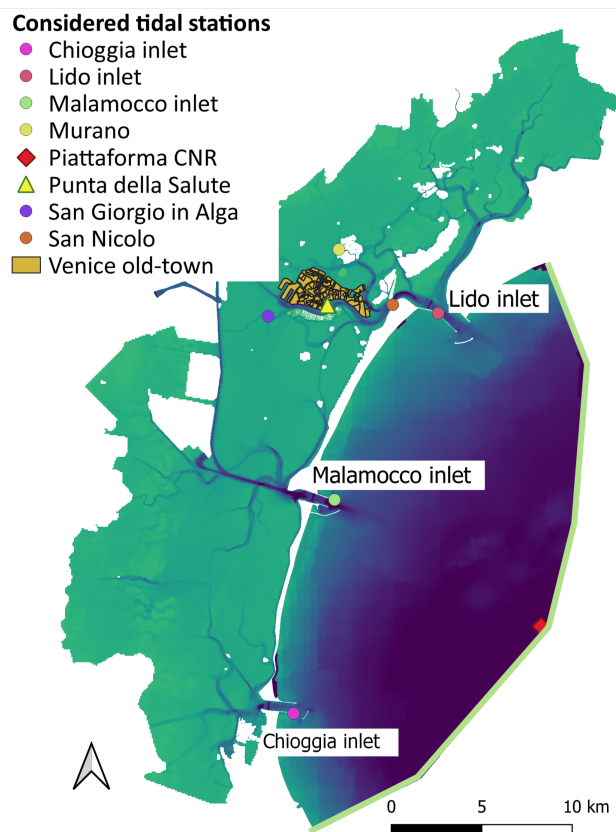 Considered tidal stations
Chioggia inlet
Lido inlet
Malamocco inlet
Murano
Piattaforma CNR
Punta della Salute
San Giorgio in Alga
San Nicolo
Venice old-town
Lido inlet
Malamocco inlet
Chioggia inlet
0 5 10 km